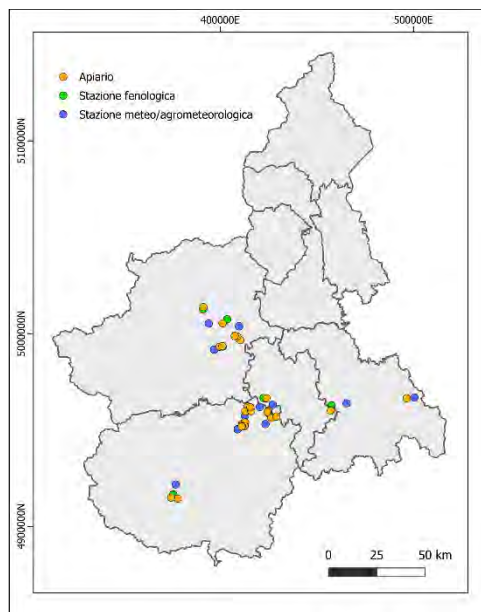 400000E 500000E
Apiario
Stazione fenologica
Stazione meteo/agrometeorologica
5100000N
5000000N
4900000N
0 25 50 km